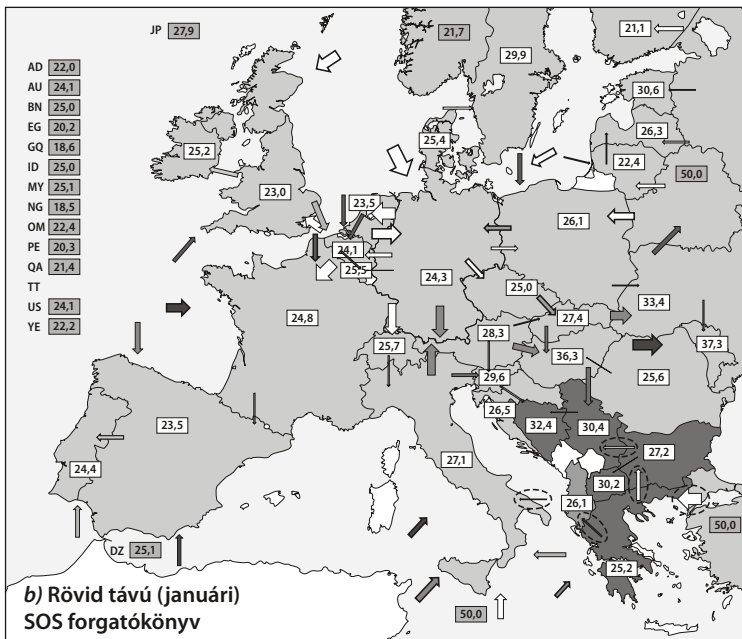 JP 27,9
21,7
29,9
21,1
AD 22,0
AU 24,1
BN 25,0
EG 20,2
GQ 18,6
ID 25,0
MY 25,1
NG 18,5
OM 22,4
PE 20,3
QA 21,4
TT
US 24,1
YE 22,2
30,6
26,3
22,4
50,0
25,2
25,4
23,0
23,5
26,1
24,1
25,5
24,3
25,0
33,4
24,8
27,4
28,3
37,3
25,7
36,3
25,6
29,6
26,5
32,4
30,4
23,5
27,2
27,1
24,4
30,2
26,1
50,0
DZ 25,1
25,2
50,0
b) Rövid távú (januári)
SOS forgatókönyv